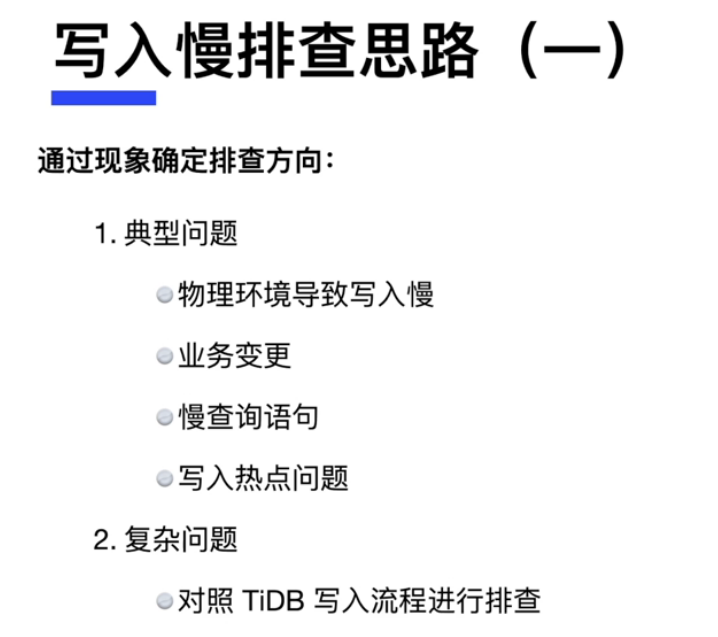 写入慢排查思路（一）
通过现象确定排查方向：
1. 典型问题
物理环境导致写入慢
业务变更
慢查询语句
写入热点问题
2. 复杂问题
对照 TiDB 写入流程进行排查